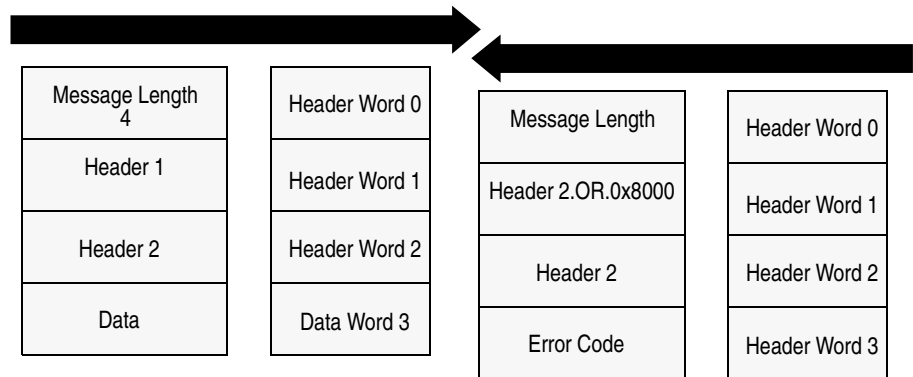 Message Length
4
Header 1
Header 2
Data
Header Word 0
Header Word 1
Header Word 2
Data Word 3
Message Length
Header 2.OR.0x8000
Header 2
Error Code
Header Word 0
Header Word 1
Header Word 2
Header Word 3